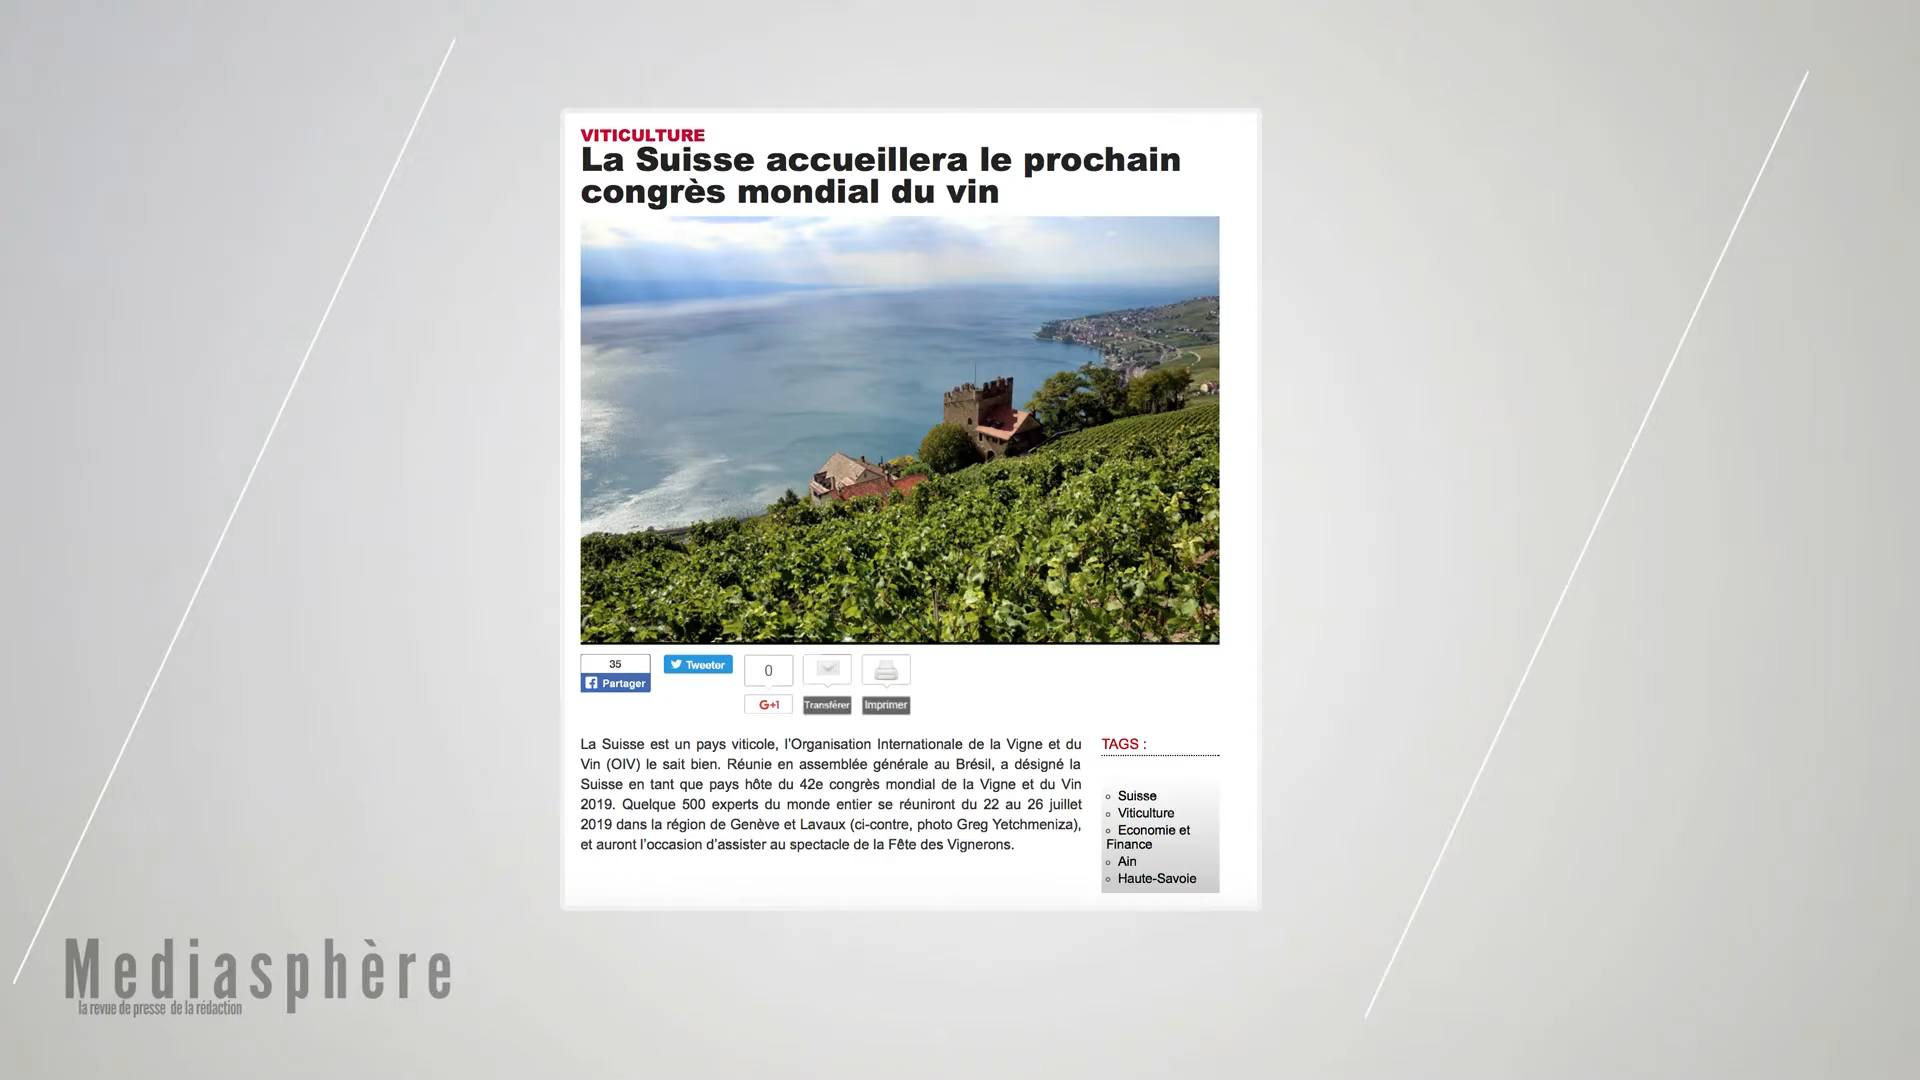 VITICULTURE
La Suisse accueillera le prochain
congrès mondial du vin
35
Partager
Tweeter
0
G+1
Transférer
Imprimer
La Suisse est un pays viticole, l'Organisation Internationale de la Vigne et du
Vin (OIV) le sait bien. Réunie en assemblée générale au Brésil, a désigné la
Suisse en tant que pays hôte du 42e congrès mondial de la Vigne et du Vin
2019. Quelque 500 experts du monde entier se réuniront du 22 au 26 juillet
2019 dans la région de Genève et Lavaux (ci-contre, photo Greg Yetchmeniza),
et auront l'occasion d'assister au spectacle de la Fête des Vignerons.
TAGS :
Suisse
Viticulture
Economie et
Finance
Ain
Haute-Savoie
Mediasphère
la revue de presse de la rédaction